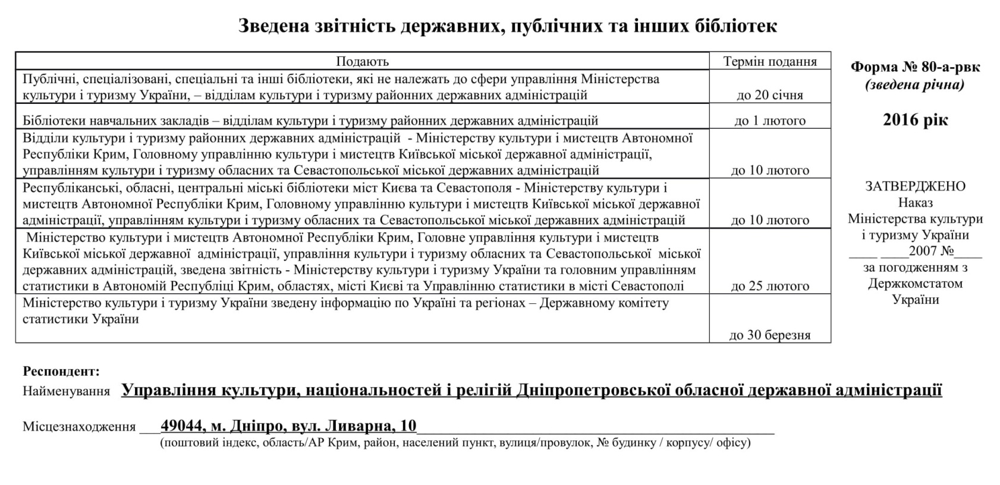 Зведена звітність державних, публічних та інших бібліотек
Подають
Термін подання
Публічні, спеціалізовані, спеціальні та інші бібліотеки, які не належать до сфери управління Міністерства
культури і туризму України, – відділам культури і туризму районних державних адміністрацій
до 20 січня
Бібліотеки навчальних закладів – відділам культури і туризму районних державних адміністрацій
до 1 лютого
Відділи культури і туризму районних державних адміністрацій - Міністерству культури і мистецтв Автономної
Республіки Крим, Головному управлінню культури і мистецтв Київської міської державної адміністрації,
управлінням культури і туризму обласних та Севастопольської міської державних адміністрацій
до 10 лютого
Республіканські, обласні, центральні міські бібліотеки міст Києва та Севастополя - Міністерству культури і
мистецтв Автономної Республіки Крим, Головному управлінню культури і мистецтв Київської міської державної
адміністрації, управлінням культури і туризму обласних та Севастопольської міської державних адміністрацій
до 10 лютого
Міністерство культури і мистецтв Автономної Республіки Крим, Головне управління культури і мистецтв
Київської міської державної адміністрації, управління культури і туризму обласних та Севастопольської міської
державних адміністрацій, зведена звітність - Міністерству культури і туризму України та головним управлінням
статистики в Автономій Республіці Крим, областях, місті Києві та Управлінню статистики в місті Севастополі
до 25 лютого
Міністерство культури і туризму України зведену інформацію по Україні та регіонах – Державному комітету
статистики України
до 30 березня
Форма № 80-а-рвк
(зведена річна)
2016 рік
ЗАТВЕРДЖЕНО
Наказ
Міністерства культури
і туризму України
____ ____2007 №____
за погодженням з
Держкомстатом
України
Респондент:
Найменування Управління культури, національностей і релігій Дніпропетровської обласної державної адміністрації
Місцезнаходження ___49044, м. Дніпро, вул. Ливарна, 10___
(поштовий індекс, область/АР Крим, район, населений пункт, вулиця/провулок, № будинку / корпусу/ офісу)